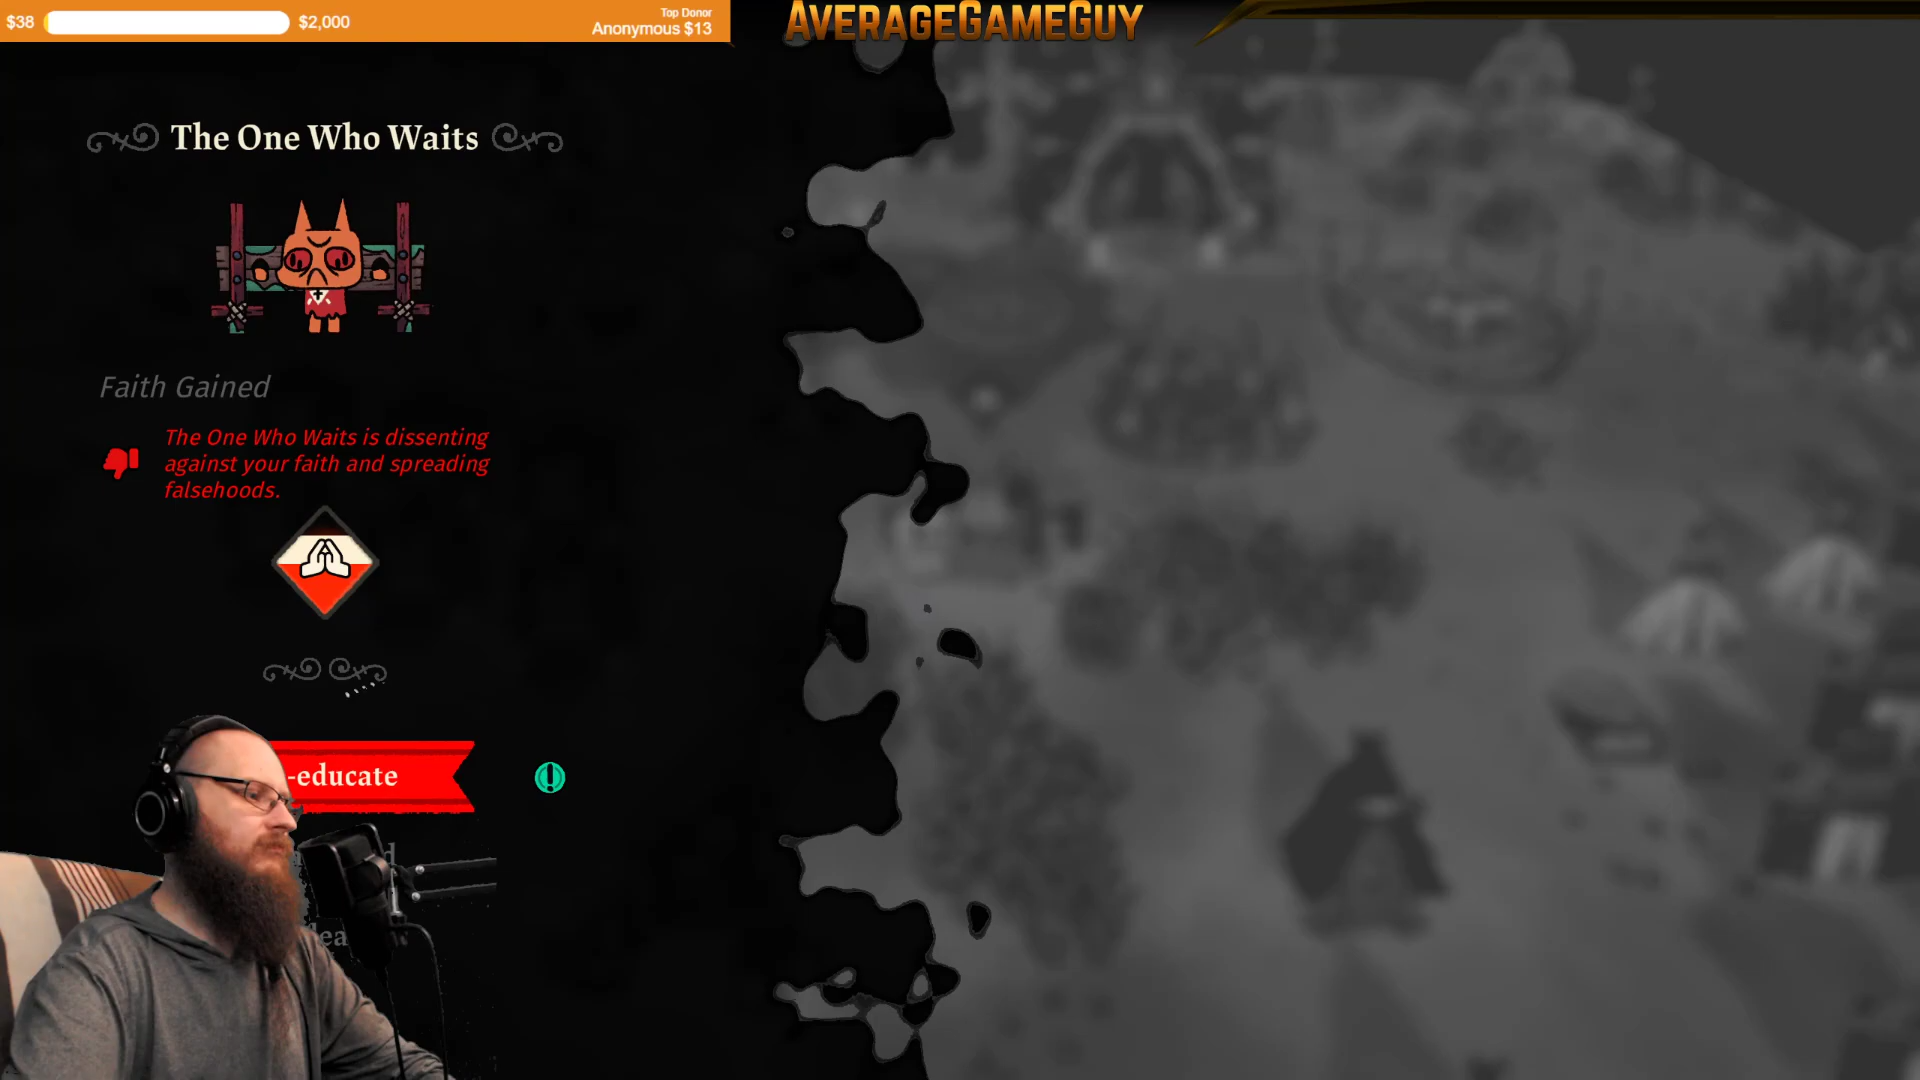 $38
$2,000
Top Donor
Anonymous $13
AVERAGEGAMEGUY
The One Who Waits
Faith Gained
The One Who Waits is dissenting
against your faith and spreading
falsehoods.
-educate